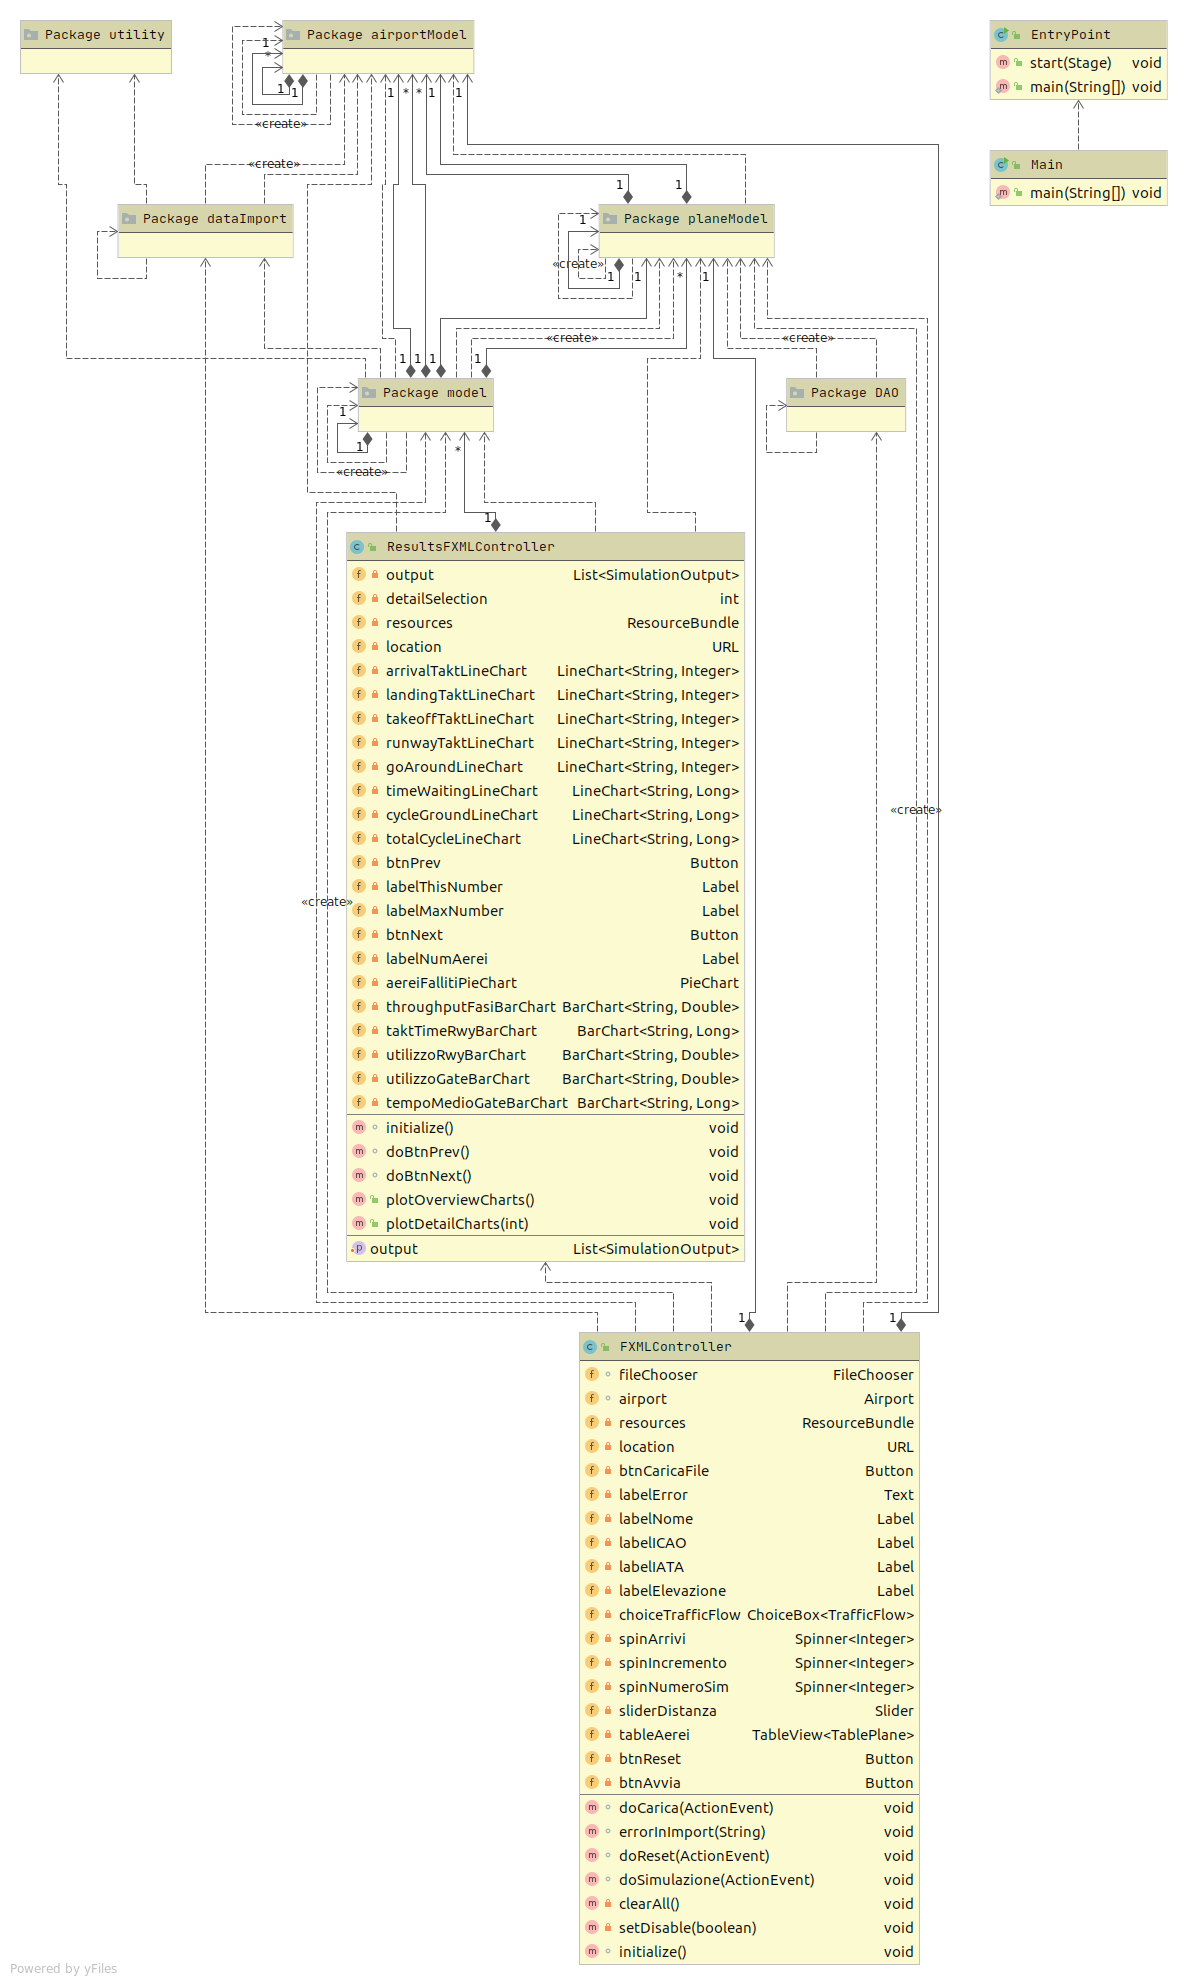 Package utility
Package airportModel
EntryPoint
start(Stage) void
main(String[]) void
1
*
1
1
«create»
1
*
*
1
1
Main
main(String[]) void
«create»
Package dataImport
1
1
Package planeModel
1
«create»
1
1
*
1
«create»
«create»
1
1
1
1
Package model
Package DAO
1
1
«create»
*
1
ResultsFXMLController
output List<SimulationOutput>
detailSelection int
resources ResourceBundle
location URL
arrivalTaktLineChart LineChart<String, Integer>
landingTaktLineChart LineChart<String, Integer>
takeoffTaktLineChart LineChart<String, Integer>
runwayTaktLineChart LineChart<String, Integer>
goAroundLineChart LineChart<String, Integer>
timeWaitingLineChart LineChart<String, Long>
cycleGroundLineChart LineChart<String, Long>
totalCycleLineChart LineChart<String, Long>
btnPrev Button
labelThisNumber Label
labelMaxNumber Label
btnNext Button
labelNumAerei Label
aereiFallitiPieChart PieChart
throughputFasiBarChart BarChart<String, Double>
taktTimeRwyBarChart BarChart<String, Long>
utilizzoRwyBarChart BarChart<String, Double>
utilizzoGateBarChart BarChart<String, Double>
tempoMedioGateBarChart BarChart<String, Long>
initialize() void
doBtnPrev() void
doBtnNext() void
plotOverviewCharts() void
plotDetailCharts(int) void
output List<SimulationOutput>
«create»
«create»
1
1
FXMLController
fileChooser FileChooser
airport Airport
resources ResourceBundle
location URL
btnCaricaFile Button
labelError Text
labelNome Label
labelICAO Label
labelIATA Label
labelElevazione Label
choiceTrafficFlow ChoiceBox<TrafficFlow>
spinArrivi Spinner<Integer>
spinIncremento Spinner<Integer>
spinNumeroSim Spinner<Integer>
sliderDistanza Slider
tableAerei TableView<TablePlane>
btnReset Button
btnAvvia Button
doCarica(ActionEvent) void
errorInImport(String) void
doReset(ActionEvent) void
doSimulazione(ActionEvent) void
clearAll() void
setDisable(boolean) void
initialize() void
Powered by yFiles